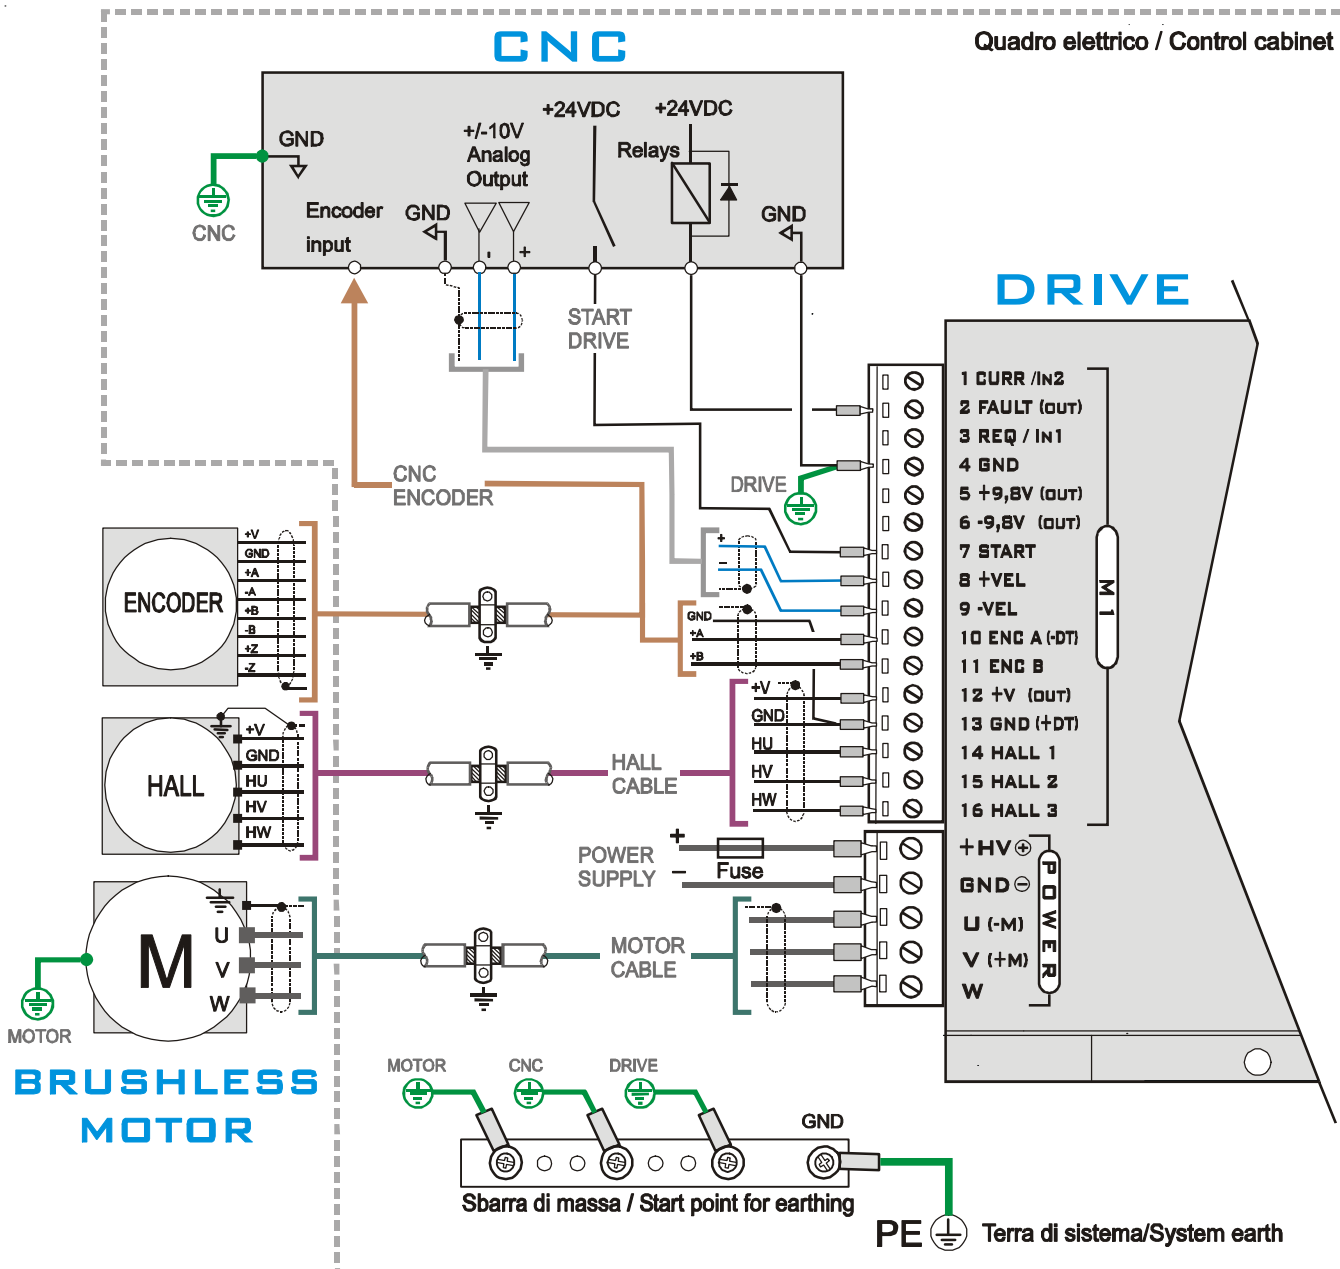 Quadro elettrico / Control cabinet
CNC
+24VDC
+24VDC
+/-10V
Analog
Output
Relays
GND
Encoder
input
GND
GND
CNC
- +
START
DRIVE
DRIVE
1 CURR /IN2
2 FAULT (OUT)
3 REQ / IN1
4 GND
5 +9,8V (OUT)
6 -9,8V (OUT)
7 START
8 +VEL
9 -VEL
10 ENC A (-DT)
11 ENC B
12 +V (OUT)
13 GND (+DT)
14 HALL 1
15 HALL 2
16 HALL 3
M 1
CNC
ENCODER
DRIVE
+
-
GND
+A
+B
ENCODER
+V
GND
+A
-A
+B
-B
+Z
-Z
HALL
+V
GND
HU
HV
HW
HALL
CABLE
+V
GND
HU
HV
HW
POWER
SUPPLY
+
-
Fuse
+HV +
GND -
U (-M)
V (+M)
W
POWER
M
U
V
W
MOTOR
CABLE
MOTOR
BRUSHLESS
MOTOR
MOTOR
CNC
DRIVE
GND
Sbarra di massa / Start point for earthing
PE
Terra di sistema/System earth